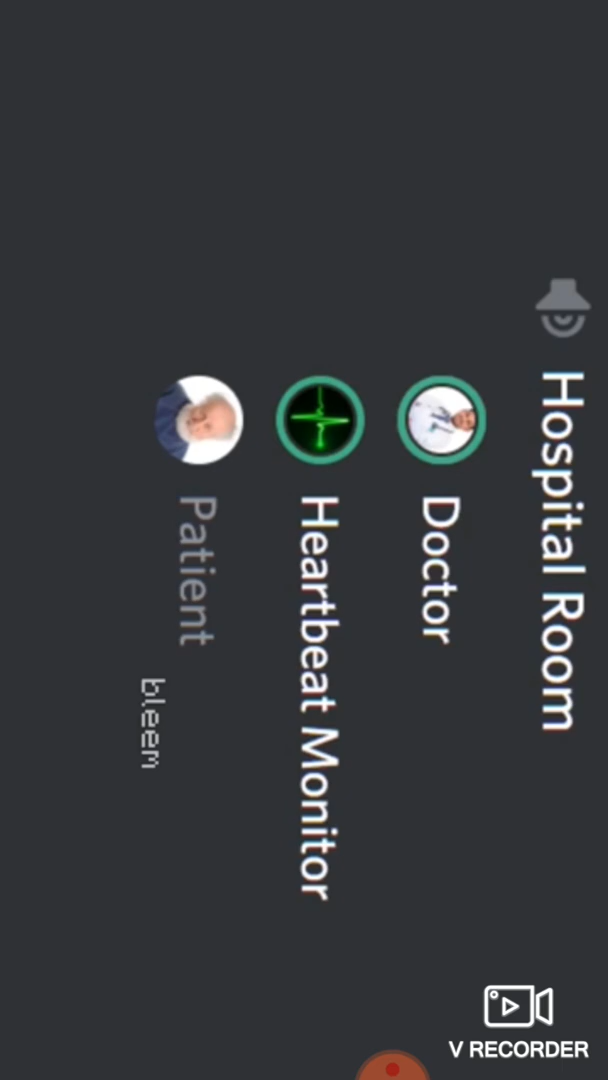 Hospital Room
Doctor
Heartbeat Monitor
Patient
bleem
V RECORDER